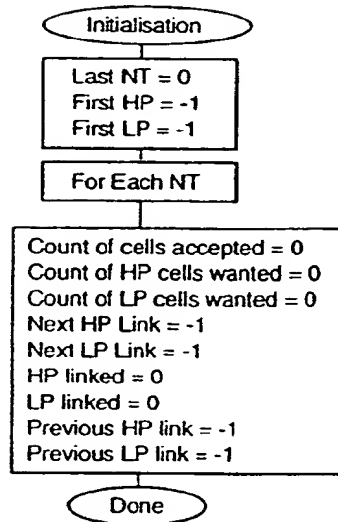 Initialisation
Last NT = 0
First HP = -1
First LP = -1
For Each NT
Count of cells accepted = 0
Count of HP cells wanted = 0
Count of LP cells wanted = 0
Next HP Link = -1
Next LP Link = -1
HP linked = 0
LP linked = 0
Previous HP link = -1
Previous LP link = -1
Done